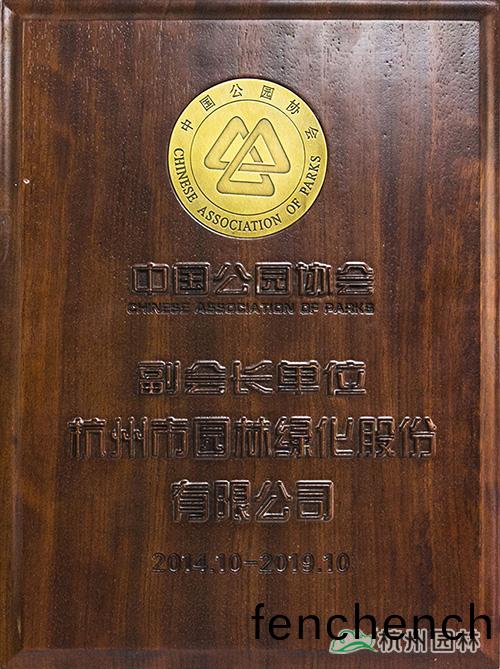 中国公园协会
CHINESE ASSOCIATION OF PARKS
中国公园协会
CHINESE ASSOCIATION OF PARKS
副会长单位
杭州市园林绿化股份
有限公司
2014.10-2019.10
fenchench
杭州园林